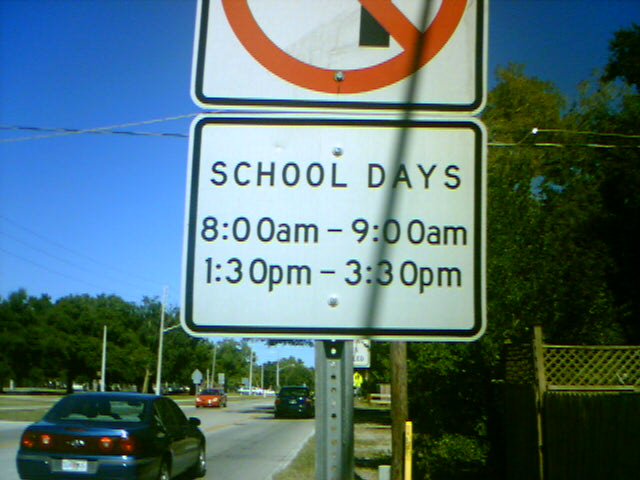 SCHOOL DAYS
8:00am - 9:00am
1:30pm - 3:30pm